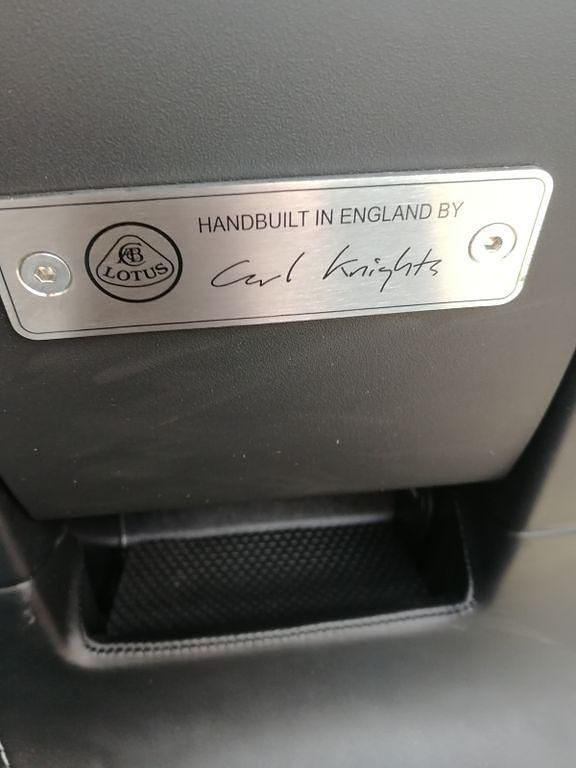 HANDBUILT IN ENGLAND BY
LOTUS
Carl Knights